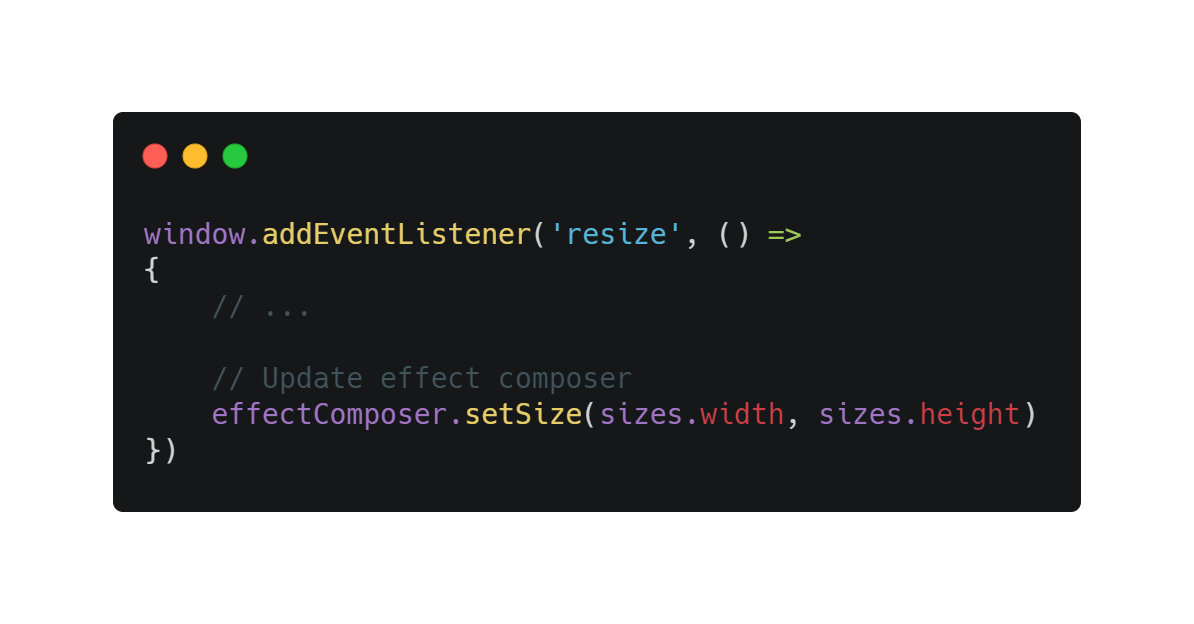 window.addEventListener('resize', () =>
{
    // ...

    // Update effect composer
    effectComposer.setSize(sizes.width, sizes.height)
})